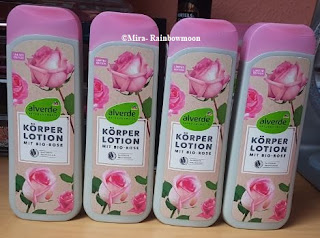 ©Mira- Rainbowmoon
alverde
KÖRPER
LOTION
MIT BIO-ROSE
alverde
KÖRPER
LOTION
MIT BIO-ROSE
alverde
KÖRPER
LOTION
MIT BIO-ROSE
alverde
KÖRPER
LOTION
MIT BIO-ROSE